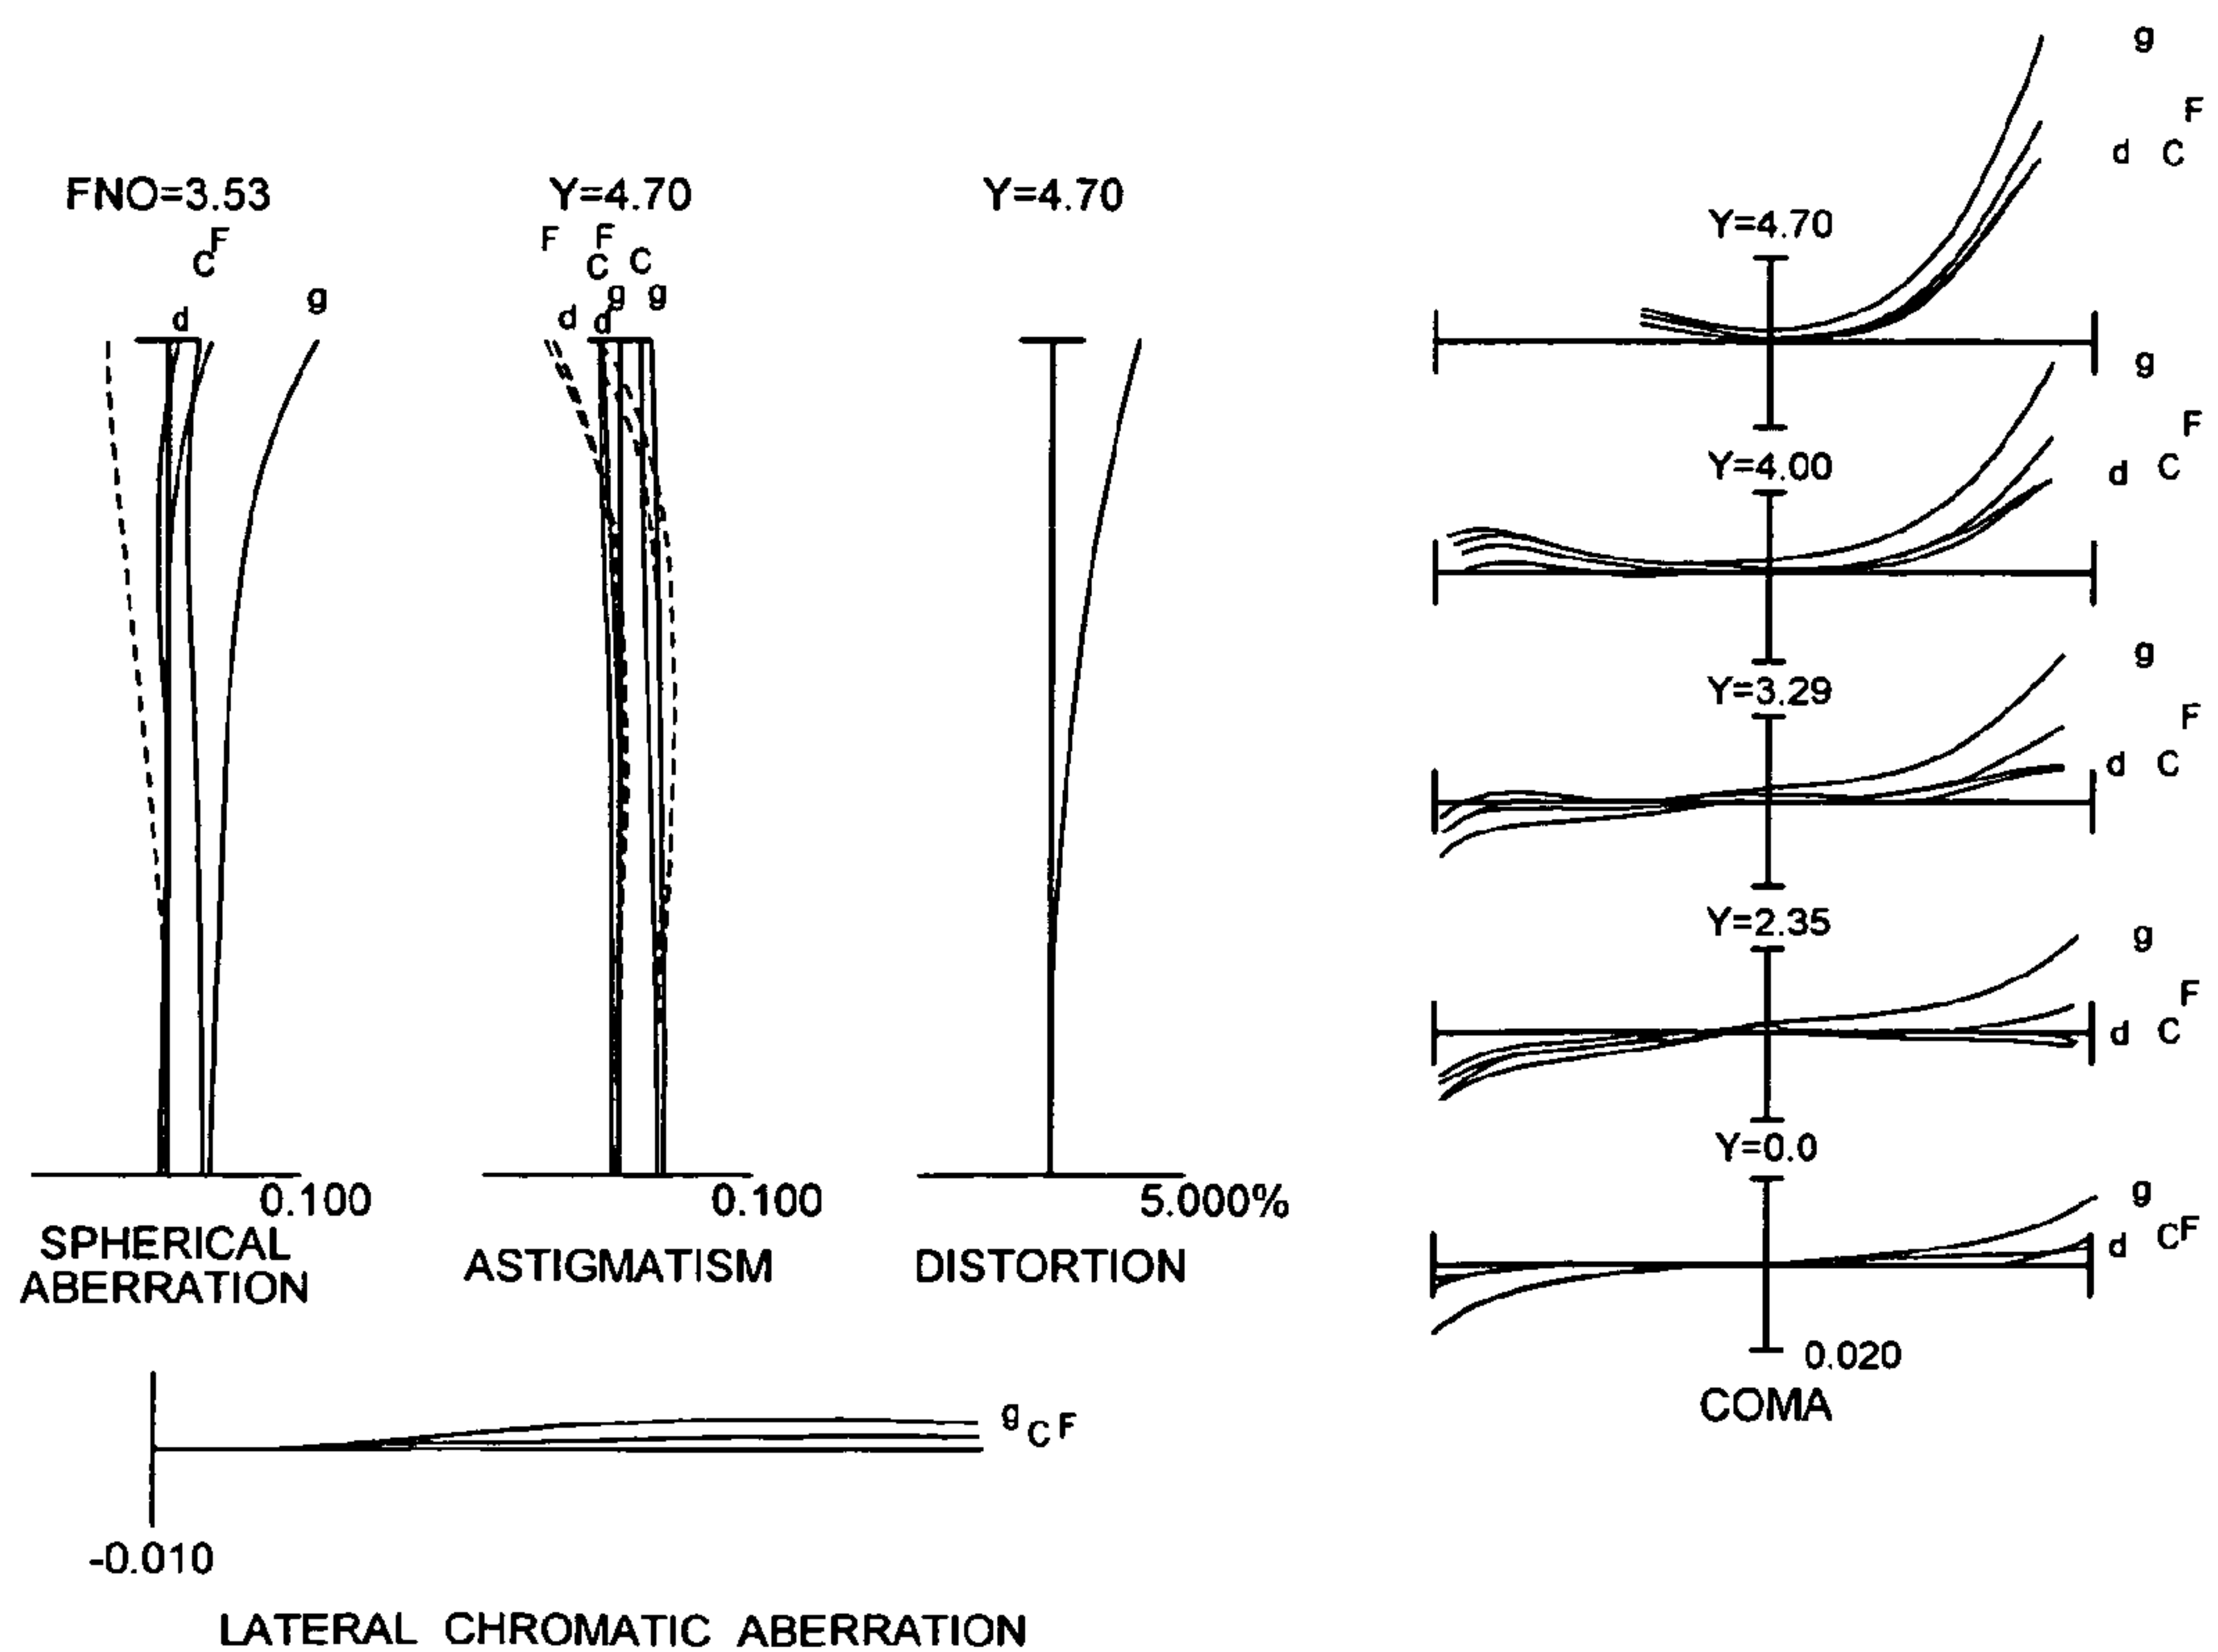 FNO=3.53
F
C
d
g
SPHERICAL
ABERRATION
0.100
Y=4.70
F F
C C
g g
d d
0.100
ASTIGMATISM
Y=4.70
5.000%
DISTORTION
g
F
d C
Y=4.70
g
F
d C
Y=4.00
g
F
d C
Y=3.29
g
F
d C
Y=2.35
g
F
d C
Y=0.0
g
d C F
0.020
COMA
g C F
-0.010
LATERAL CHROMATIC ABERRATION